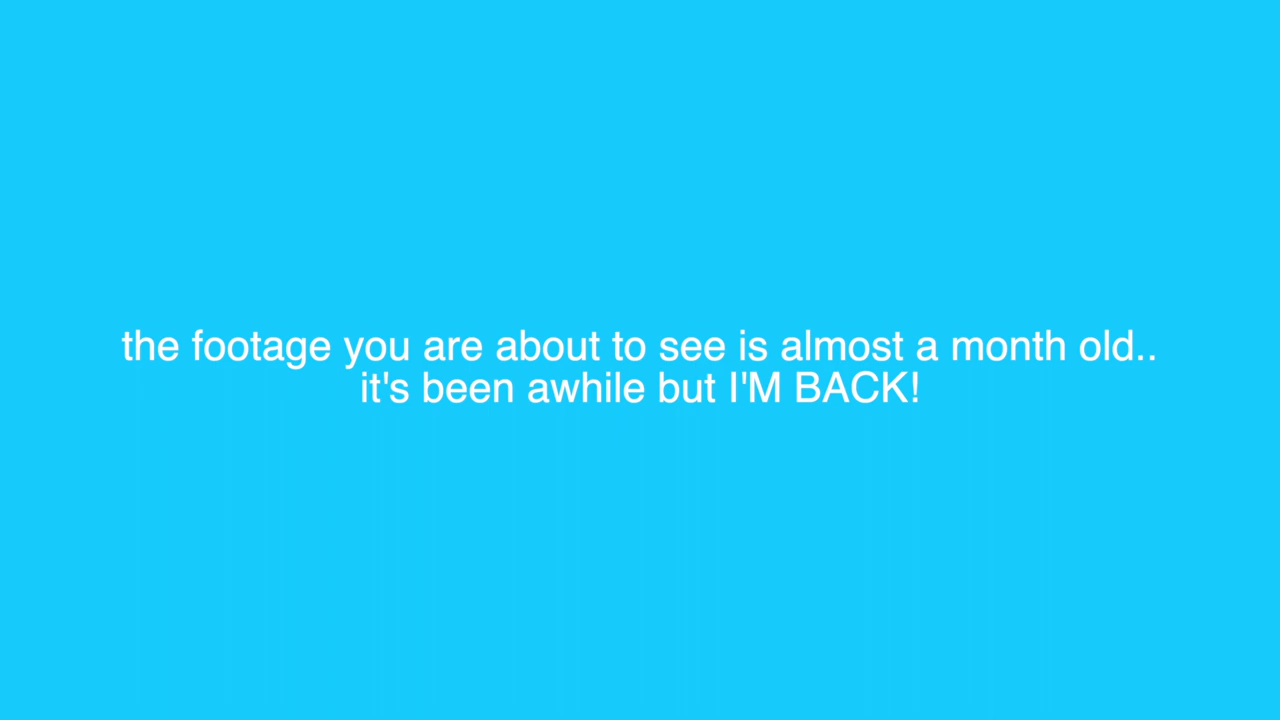 the footage you are about to see is almost a month old..
it's been awhile but I'M BACK!